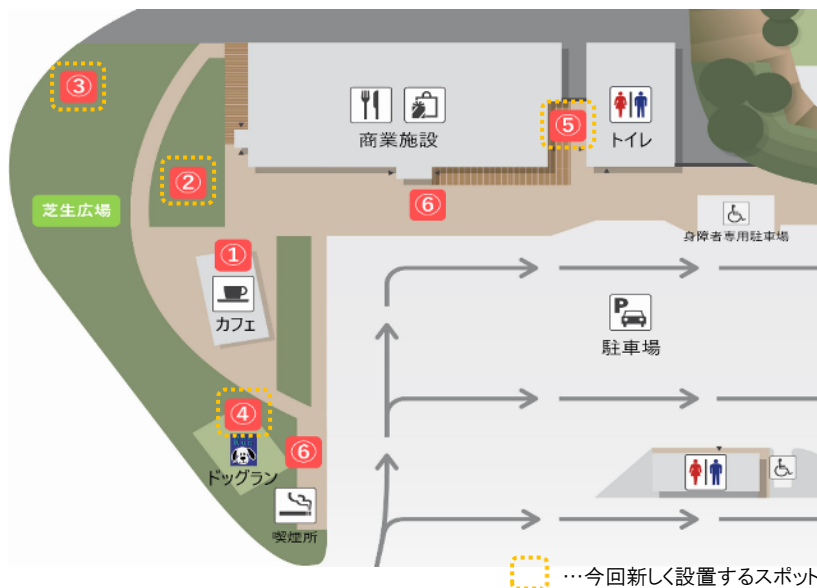 ③
⑤
商業施設
トイレ
②
⑥
芝生広場
身障者専用駐車場
①
カフェ
P
駐車場
④
⑥
ドッグラン
喫煙所
…今回新しく設置するスポット